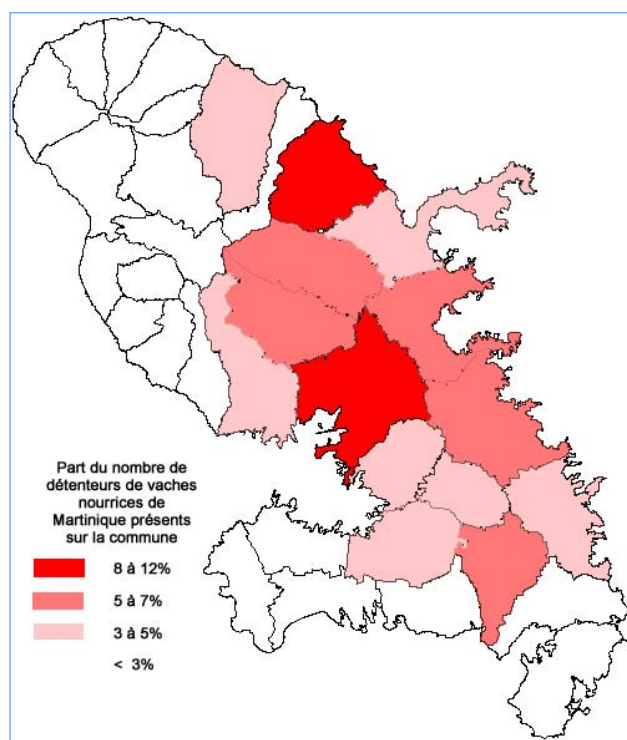 Part du nombre de
détenteurs de vaches
nourrices de
Martinique présents
sur la commune
8 à 12%
5 à 7%
3 à 5%
< 3%